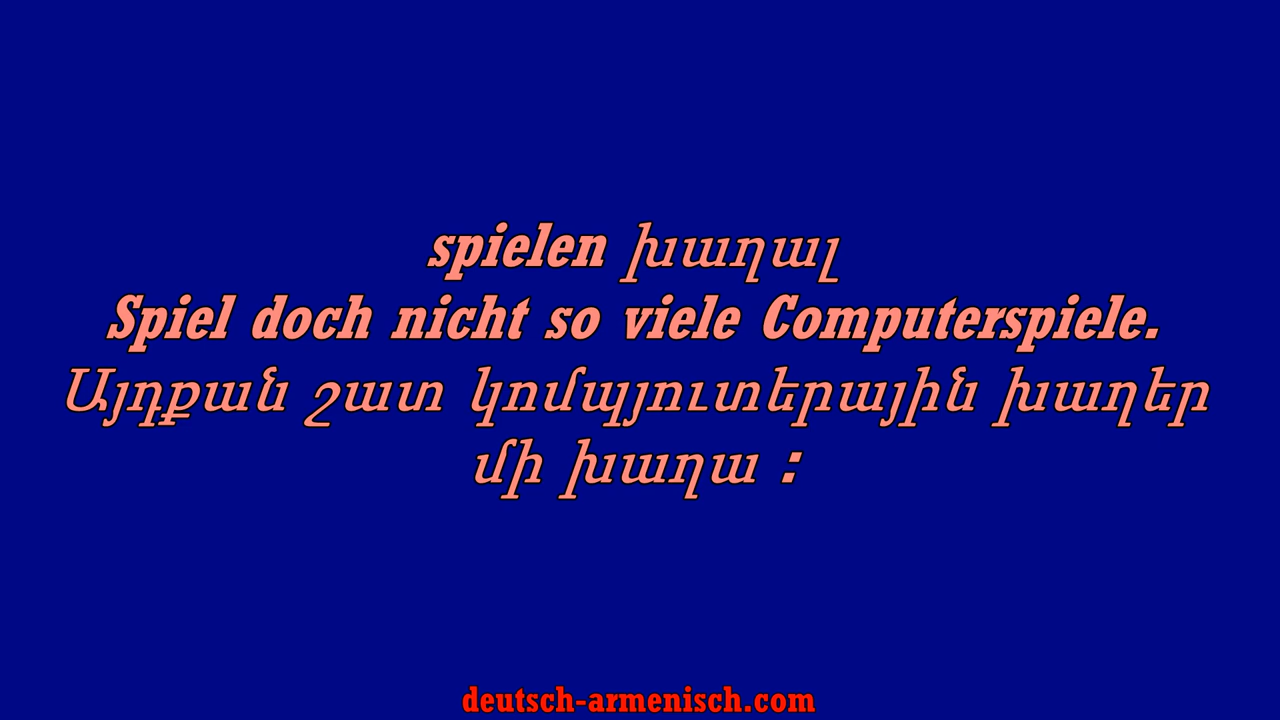 spielen խաղալ
Spiel doch nicht so viele Computerspiele.
Այդքան շատ կոմպյուտերային խաղեր
մի խաղա :
deutsch-armenisch.com